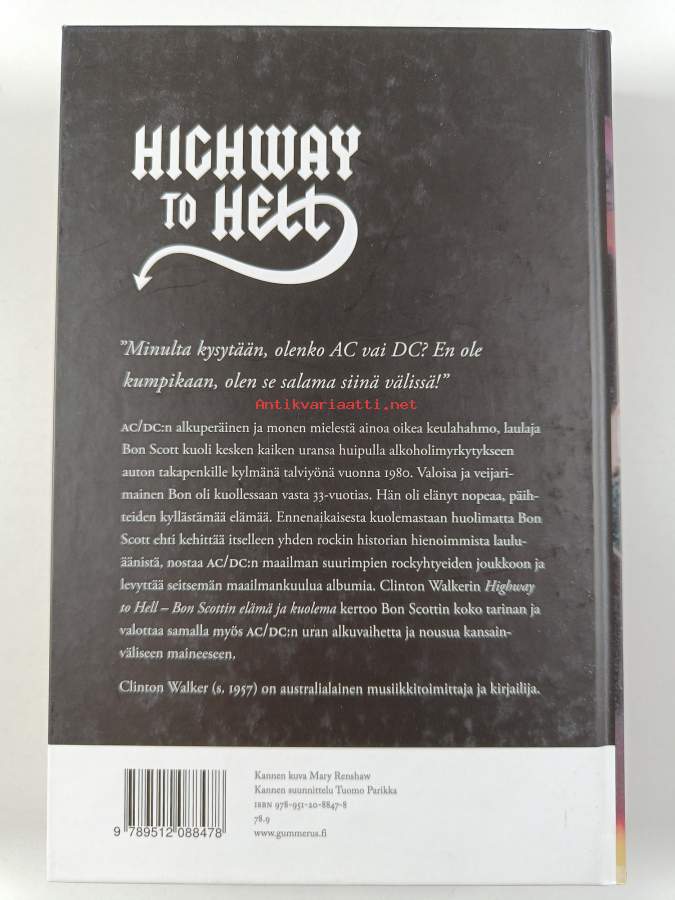 HIGHWAY
TO HELL
”Minulta kysytään, olenko AC vai DC? En ole
kumpikaan, olen se salama siinä välissä!”
Antikvariaatti.net
AC/DC:n alkuperäinen ja monen mielestä ainoa oikea keulahahmo, laulaja
Bon Scott kuoli kesken kaiken uransa huipulla alkoholimyrkytykseen
auton takapenkille kylmänä talviyönä vuonna 1980. Valoisa ja veijari-
mainen Bon oli kuollessaan vasta 33-vuotias. Hän oli elänyt nopeaa, päih-
teiden kyllästämää elämää. Ennenaikaisesta kuolemastaan huolimatta Bon
Scott ehti kehittää itselleen yhden rockin historian hienoimmista laulu-
äänistä, nostaa AC/DC:n maailman suurimpien rockyhtyeiden joukkoon ja
levyttää seitsemän maailmankuulua albumia. Clinton Walkerin Highway
to Hell – Bon Scottin elämä ja kuolema kertoo Bon Scottin koko tarinan ja
valottaa samalla myös AC/DC:n uran alkuvaihetta ja nousua kansain-
väliseen maineeseen.
Clinton Walker (s. 1957) on australialainen musiikkitoimittaja ja kirjailija.
Kannen kuva Mary Renshaw
Kannen suunnittelu Tuomo Parikka
ISBN 978-951-20-8847-8
78.9
www.gummerus.fi
9 789512 088478